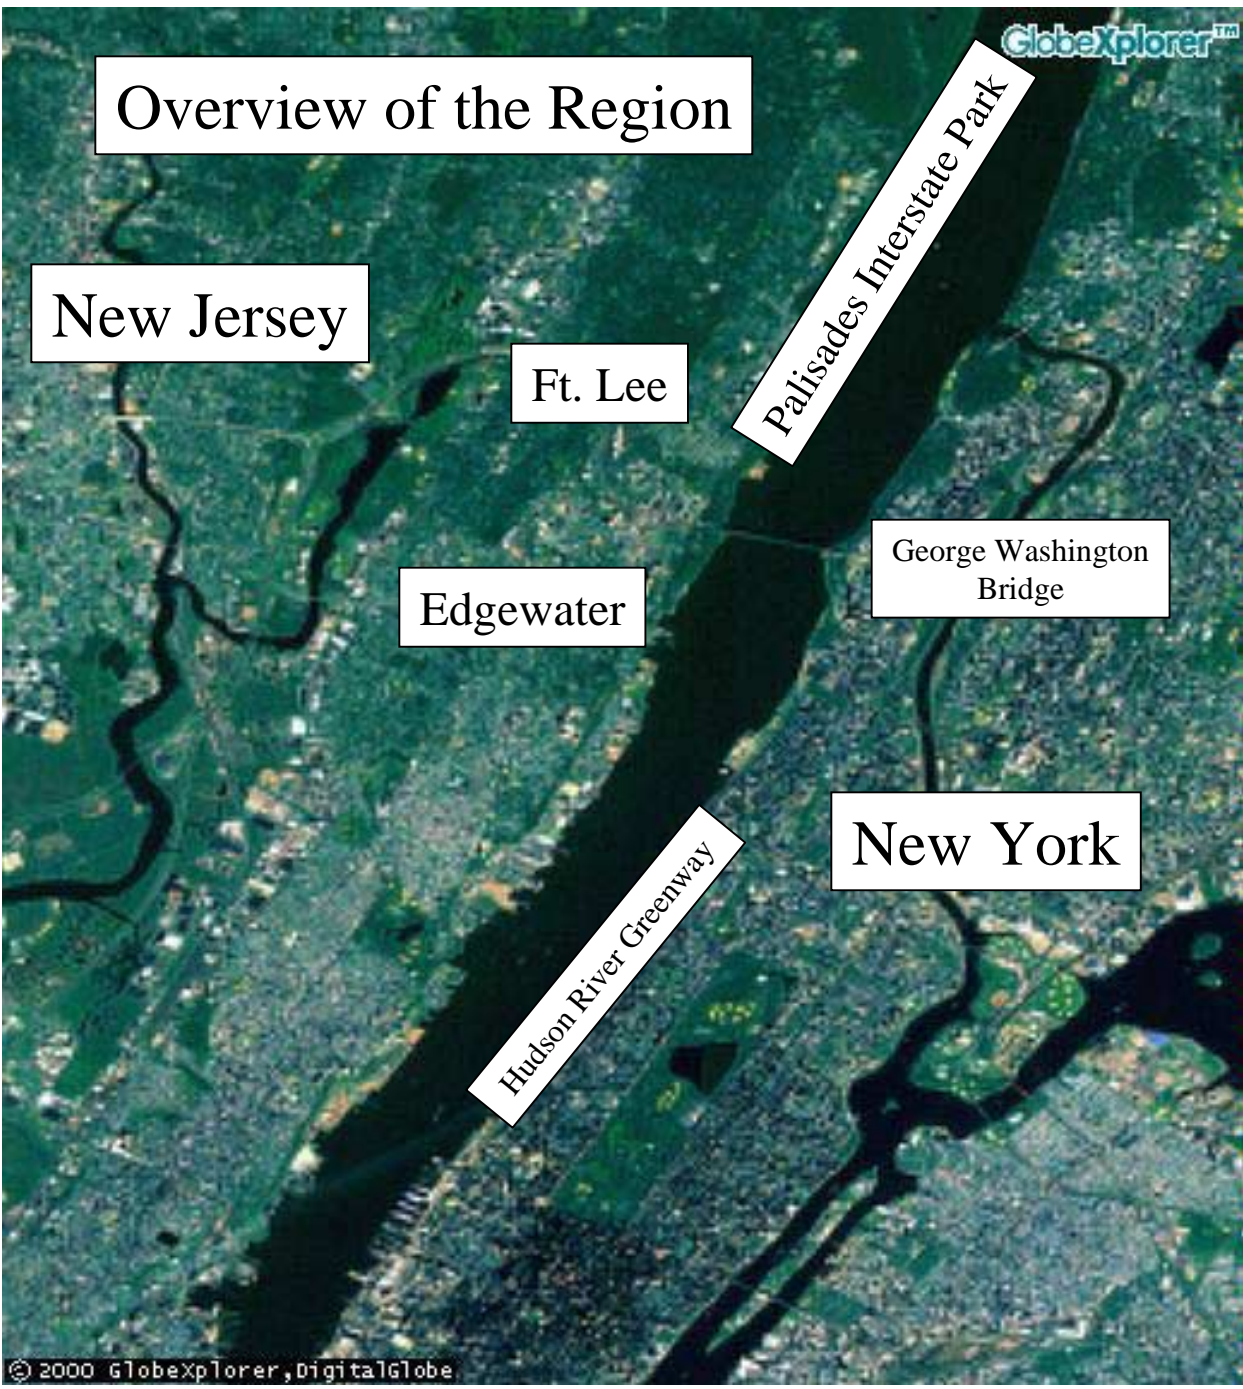 GlobeXplorer™
Overview of the Region
Palisades Interstate Park
New Jersey
Ft. Lee
George Washington
Bridge
Edgewater
New York
Hudson River Greenway
© 2000 GlobeXplorer,DigitalGlobe